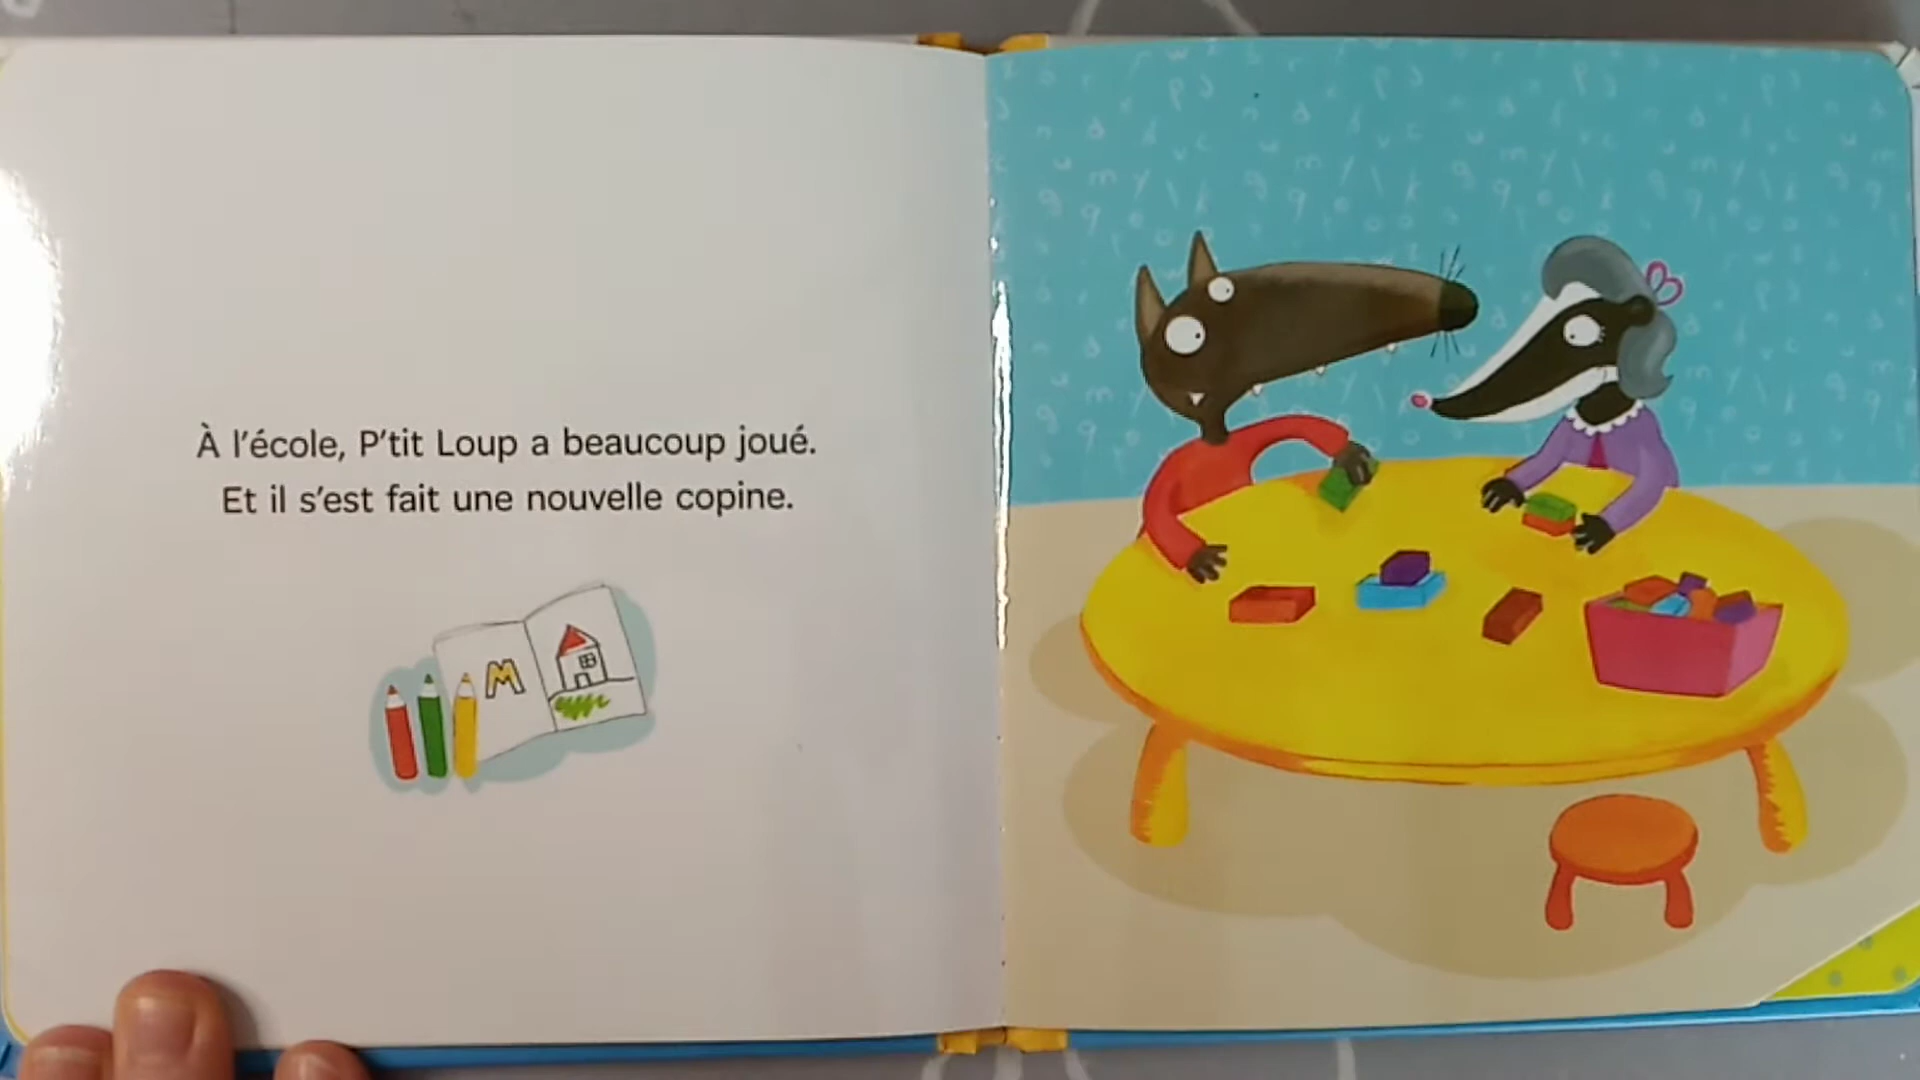 À l'école, P'tit Loup a beaucoup joué.
Et il s'est fait une nouvelle copine.
M